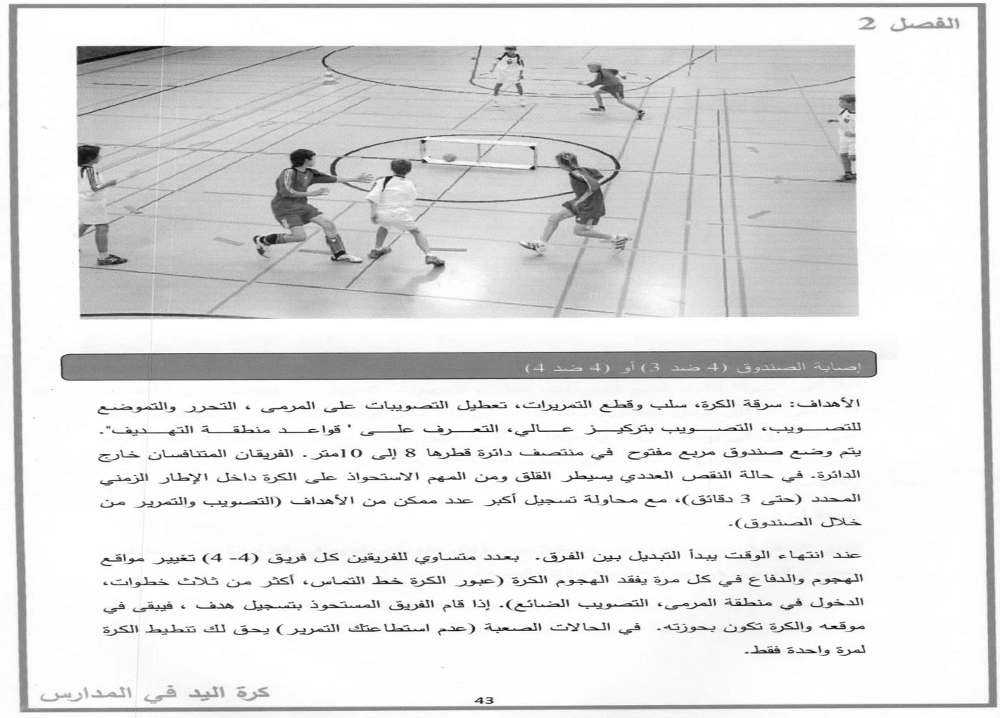 الفصل 2
إصابة الصندوق (4 ضد 3) أو (4 ضد 4)
الأهداف: سرقة الكرة، سلب وقطع التمريرات، تعطيل التصويبات على المرمى ، التحرر والتموضع
للتصويب، التصويب بتركيز عالي، التعرف على ' قواعد منطقة التهديف".
يتم وضع صندوق مربع مفتوح في منتصف دائرة قطرها 8 إلى 10متر. الفريقان المتنافسان خارج
الدائرة. في حالة النقص العددي يسيطر القلق ومن المهم الاستحواذ على الكرة داخل الإطار الزمني
المحدد (حتى 3 دقائق)، مع محاولة تسجيل أكبر عدد ممكن من الأهداف (التصويب والتمرير من
خلال الصندوق).
عند انتهاء الوقت يبدأ التبديل بين الفرق. بعدد متساوي للفريقين كل فريق (4- 4) تغيير مواقع
الهجوم والدفاع في كل مرة يفقد الهجوم الكرة (عبور الكرة خط التماس، أكثر من ثلاث خطوات،
الدخول في منطقة المرمى، التصويب الضائع). إذا قام الفريق المستحوذ بتسجيل هدف ، فيبقى في
موقعه والكرة تكون بحوزته. في الحالات الصعبة (عدم استطاعتك التمرير) يحق لك تنطيط الكرة
لمرة واحدة فقط.
كرة اليد في المدارس
43